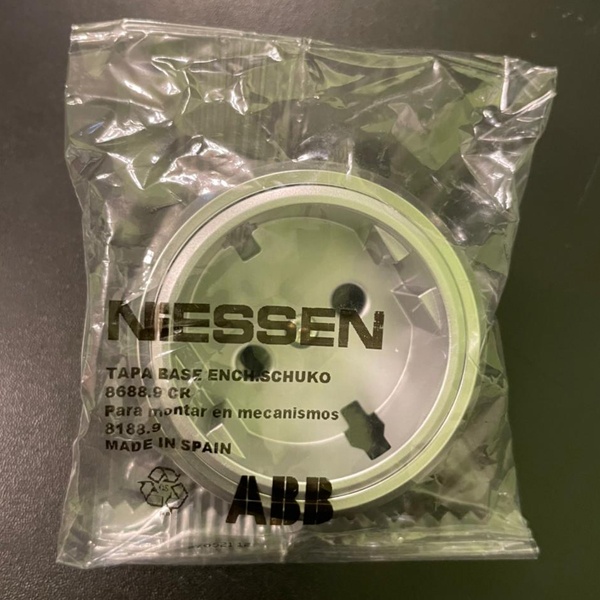 NIESSEN
TAPA BASE ENCH.SCHUKO
8688.9 CR
Para montar en mecanismos
8188.9
MADE IN SPAIN
ABB